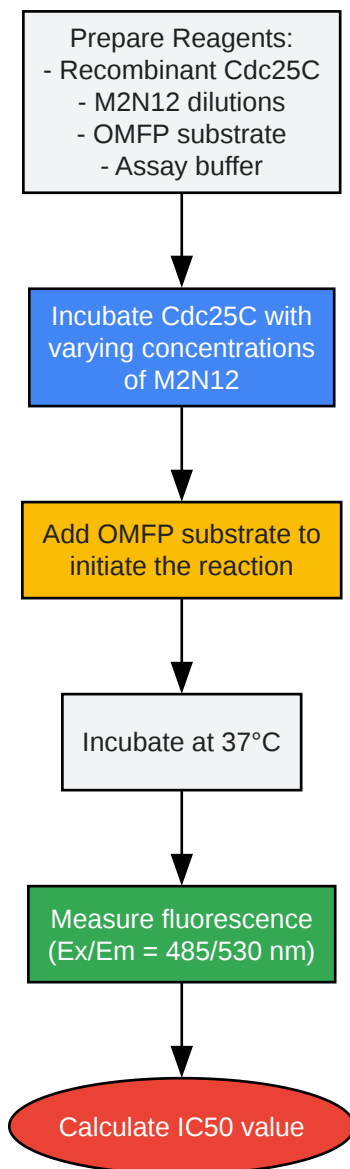 Prepare Reagents:
- Recombinant Cdc25C
- M2N12 dilutions
- OMFP substrate
- Assay buffer
Incubate Cdc25C with
varying concentrations
of M2N12
Add OMFP substrate to
initiate the reaction
Incubate at 37°C
Measure fluorescence
(Ex/Em = 485/530 nm)
Calculate IC50 value